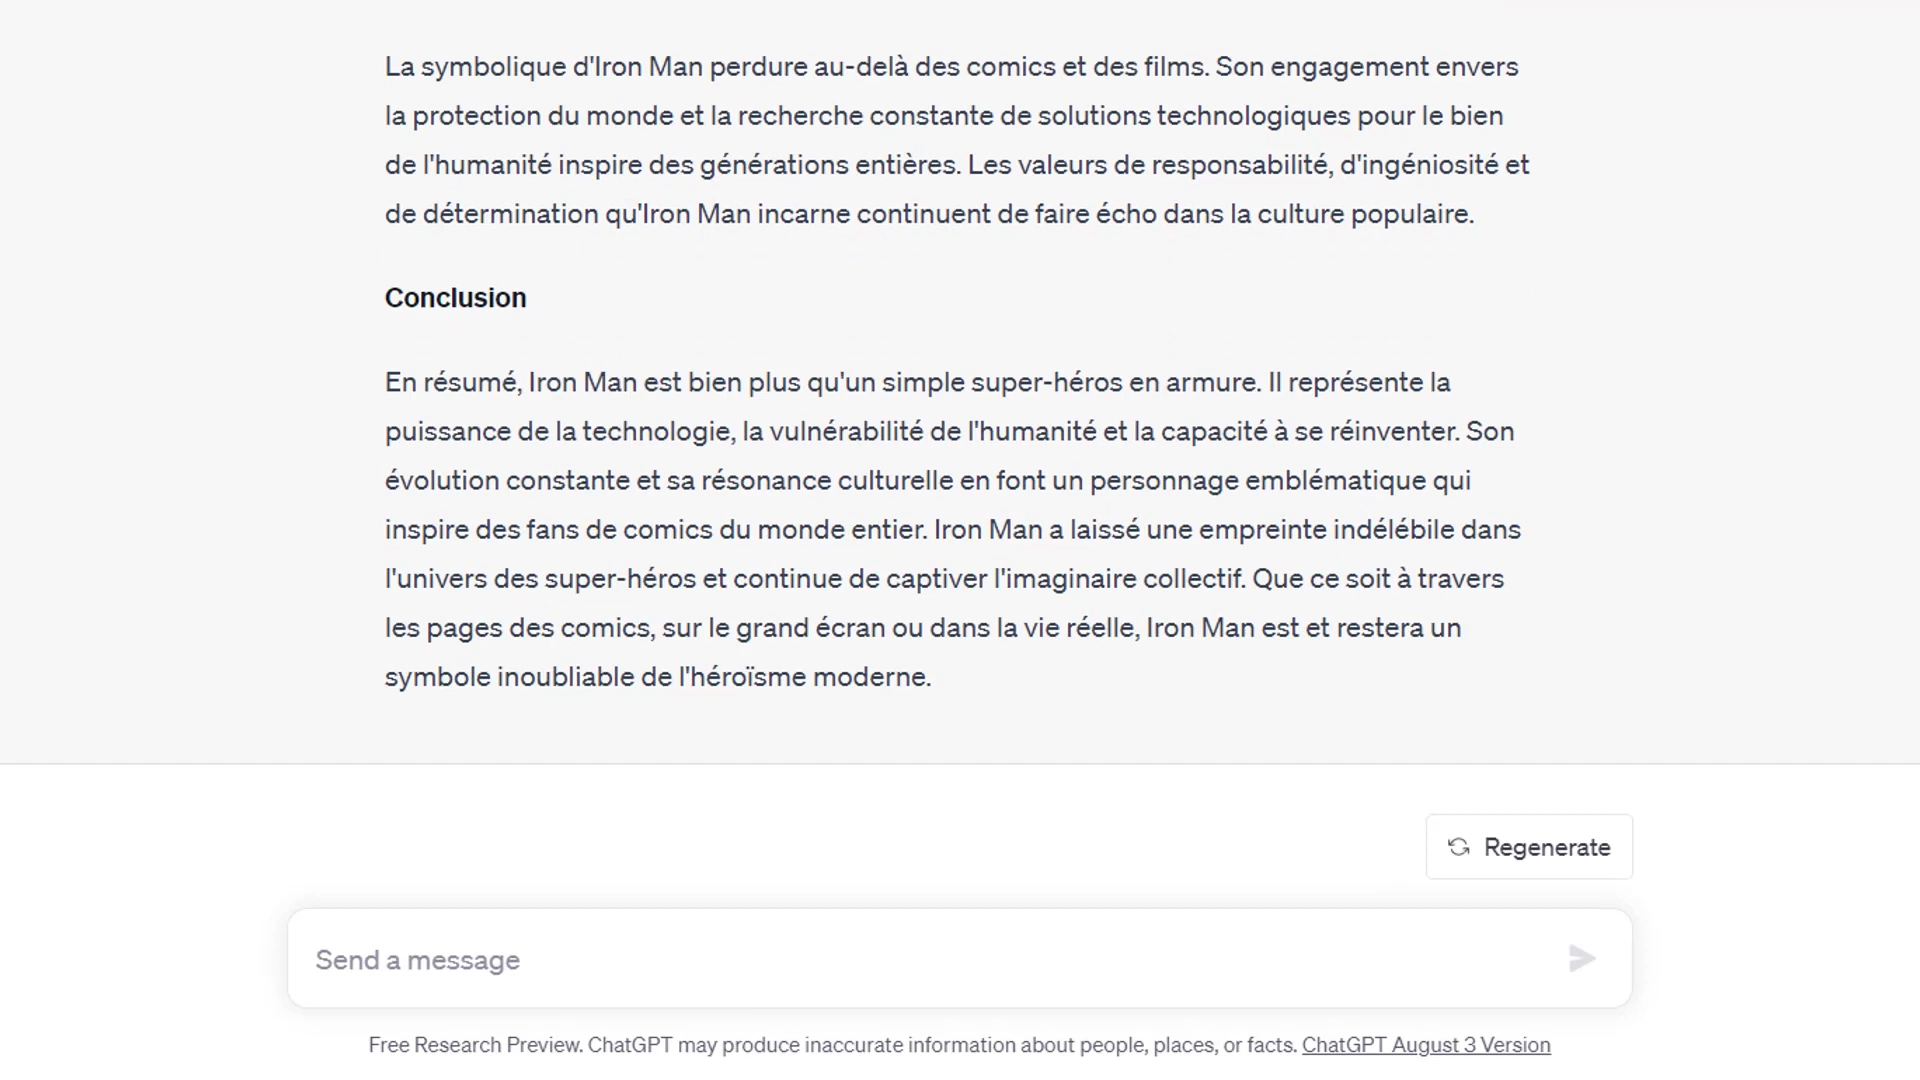 La symbolique d'Iron Man perdure au-delà des comics et des films. Son engagement envers
la protection du monde et la recherche constante de solutions technologiques pour le bien
de l'humanité inspire des générations entières. Les valeurs de responsabilité, d'ingéniosité et
de détermination qu'Iron Man incarne continuent de faire écho dans la culture populaire.
Conclusion
En résumé, Iron Man est bien plus qu'un simple super-héros en armure. Il représente la
puissance de la technologie, la vulnérabilité de l'humanité et la capacité à se réinventer. Son
évolution constante et sa résonance culturelle en font un personnage emblématique qui
inspire des fans de comics du monde entier. Iron Man a laissé une empreinte indélébile dans
l'univers des super-héros et continue de captiver l'imaginaire collectif. Que ce soit à travers
les pages des comics, sur le grand écran ou dans la vie réelle, Iron Man est et restera un
symbole inoubliable de l'héroïsme moderne.
Regenerate
Send a message
Free Research Preview. ChatGPT may produce inaccurate information about people, places, or facts. ChatGPT August 3 Version